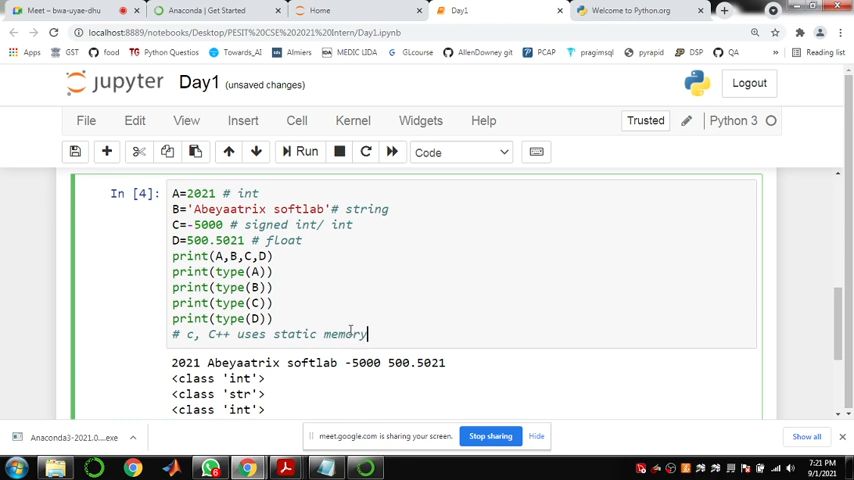 Meet – bwa-uyae-dhu
Anaconda | Get Started
Home
Day1
Welcome to Python.org
localhost:8889/notebooks/Desktop/PESIT%20CSE%202021%20Intern/Day1.ipynb
Apps
GST
food
Python Questions
Towards_AI
AImiers
MEDIC LIDA
GLcourse
AllenDowney git
PCAP
pragimsql
pyrapid
DSP
QA
»
Reading list
jupyter Day1 (unsaved changes)
Logout
File Edit View Insert Cell Kernel Widgets Help
Trusted
Python 3
Run
Code
In [4]:
A=2021 # int
B='Abeyaatrix softlab'# string
C=-5000 # signed int/ int
D=500.5021 # float
print(A,B,C,D)
print(type(A))
print(type(B))
print(type(C))
print(type(D))
# c, C++ uses static memory
2021 Abeyaatrix softlab -5000 500.5021
<class 'int'>
<class 'str'>
<class 'int'>
Anaconda3-2021.0....exe
meet.google.com is sharing your screen.
Stop sharing
Hide
Show all
6
7:21 PM
9/1/2021